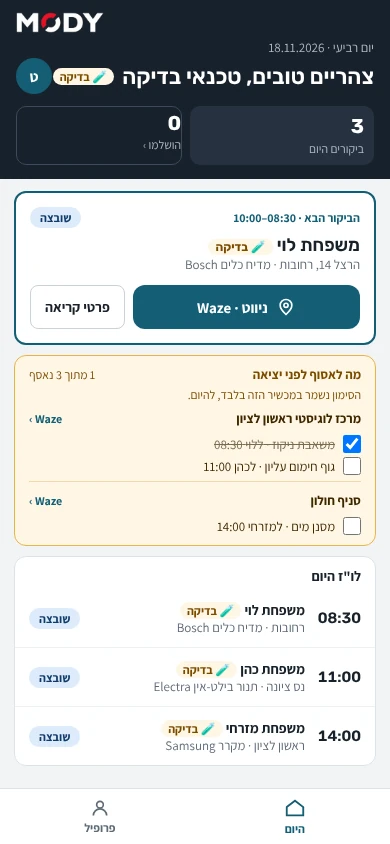 MODY
יום רביעי · 18.11.2026
צהריים טובים, טכנאי בדיקה 🧪 בדיקה
ט
3
ביקורים היום
0
הושלמו ›
הביקור הבא · 08:30–10:00
שובצה
משפחת לוי 🧪 בדיקה
הרצל 14, רחובות · מדיח כלים Bosch
ניווט · Waze
פרטי קריאה
מה לאסוף לפני יציאה
1 מתוך 3 נאסף
הסימון נשמר במכשיר הזה בלבד, להיום.
מרכז לוגיסטי ראשון לציון
Waze ›
משאבת ניקוז · ללוי 08:30
גוף חימום עליון · לכהן 11:00
סניף חולון
Waze ›
מסנן מים · למזרחי 14:00
לו"ז היום
08:30
משפחת לוי 🧪 בדיקה
רחובות · מדיח כלים Bosch
שובצה
11:00
משפחת כהן 🧪 בדיקה
נס ציונה · תנור בילט-אין Electra
שובצה
14:00
משפחת מזרחי 🧪 בדיקה
ראשון לציון · מקרר Samsung
שובצה
היום
פרופיל